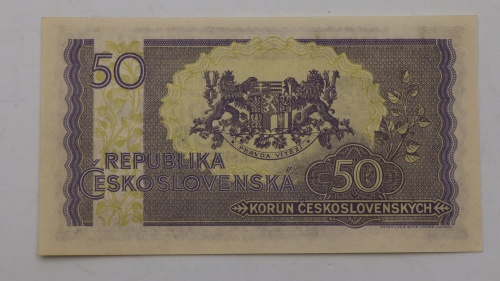 50
PRAVDA VÍTĚZÍ
REPUBLIKA
ČESKOSLOVENSKÁ
50
KORUN ČESKOSLOVENSKÝCH